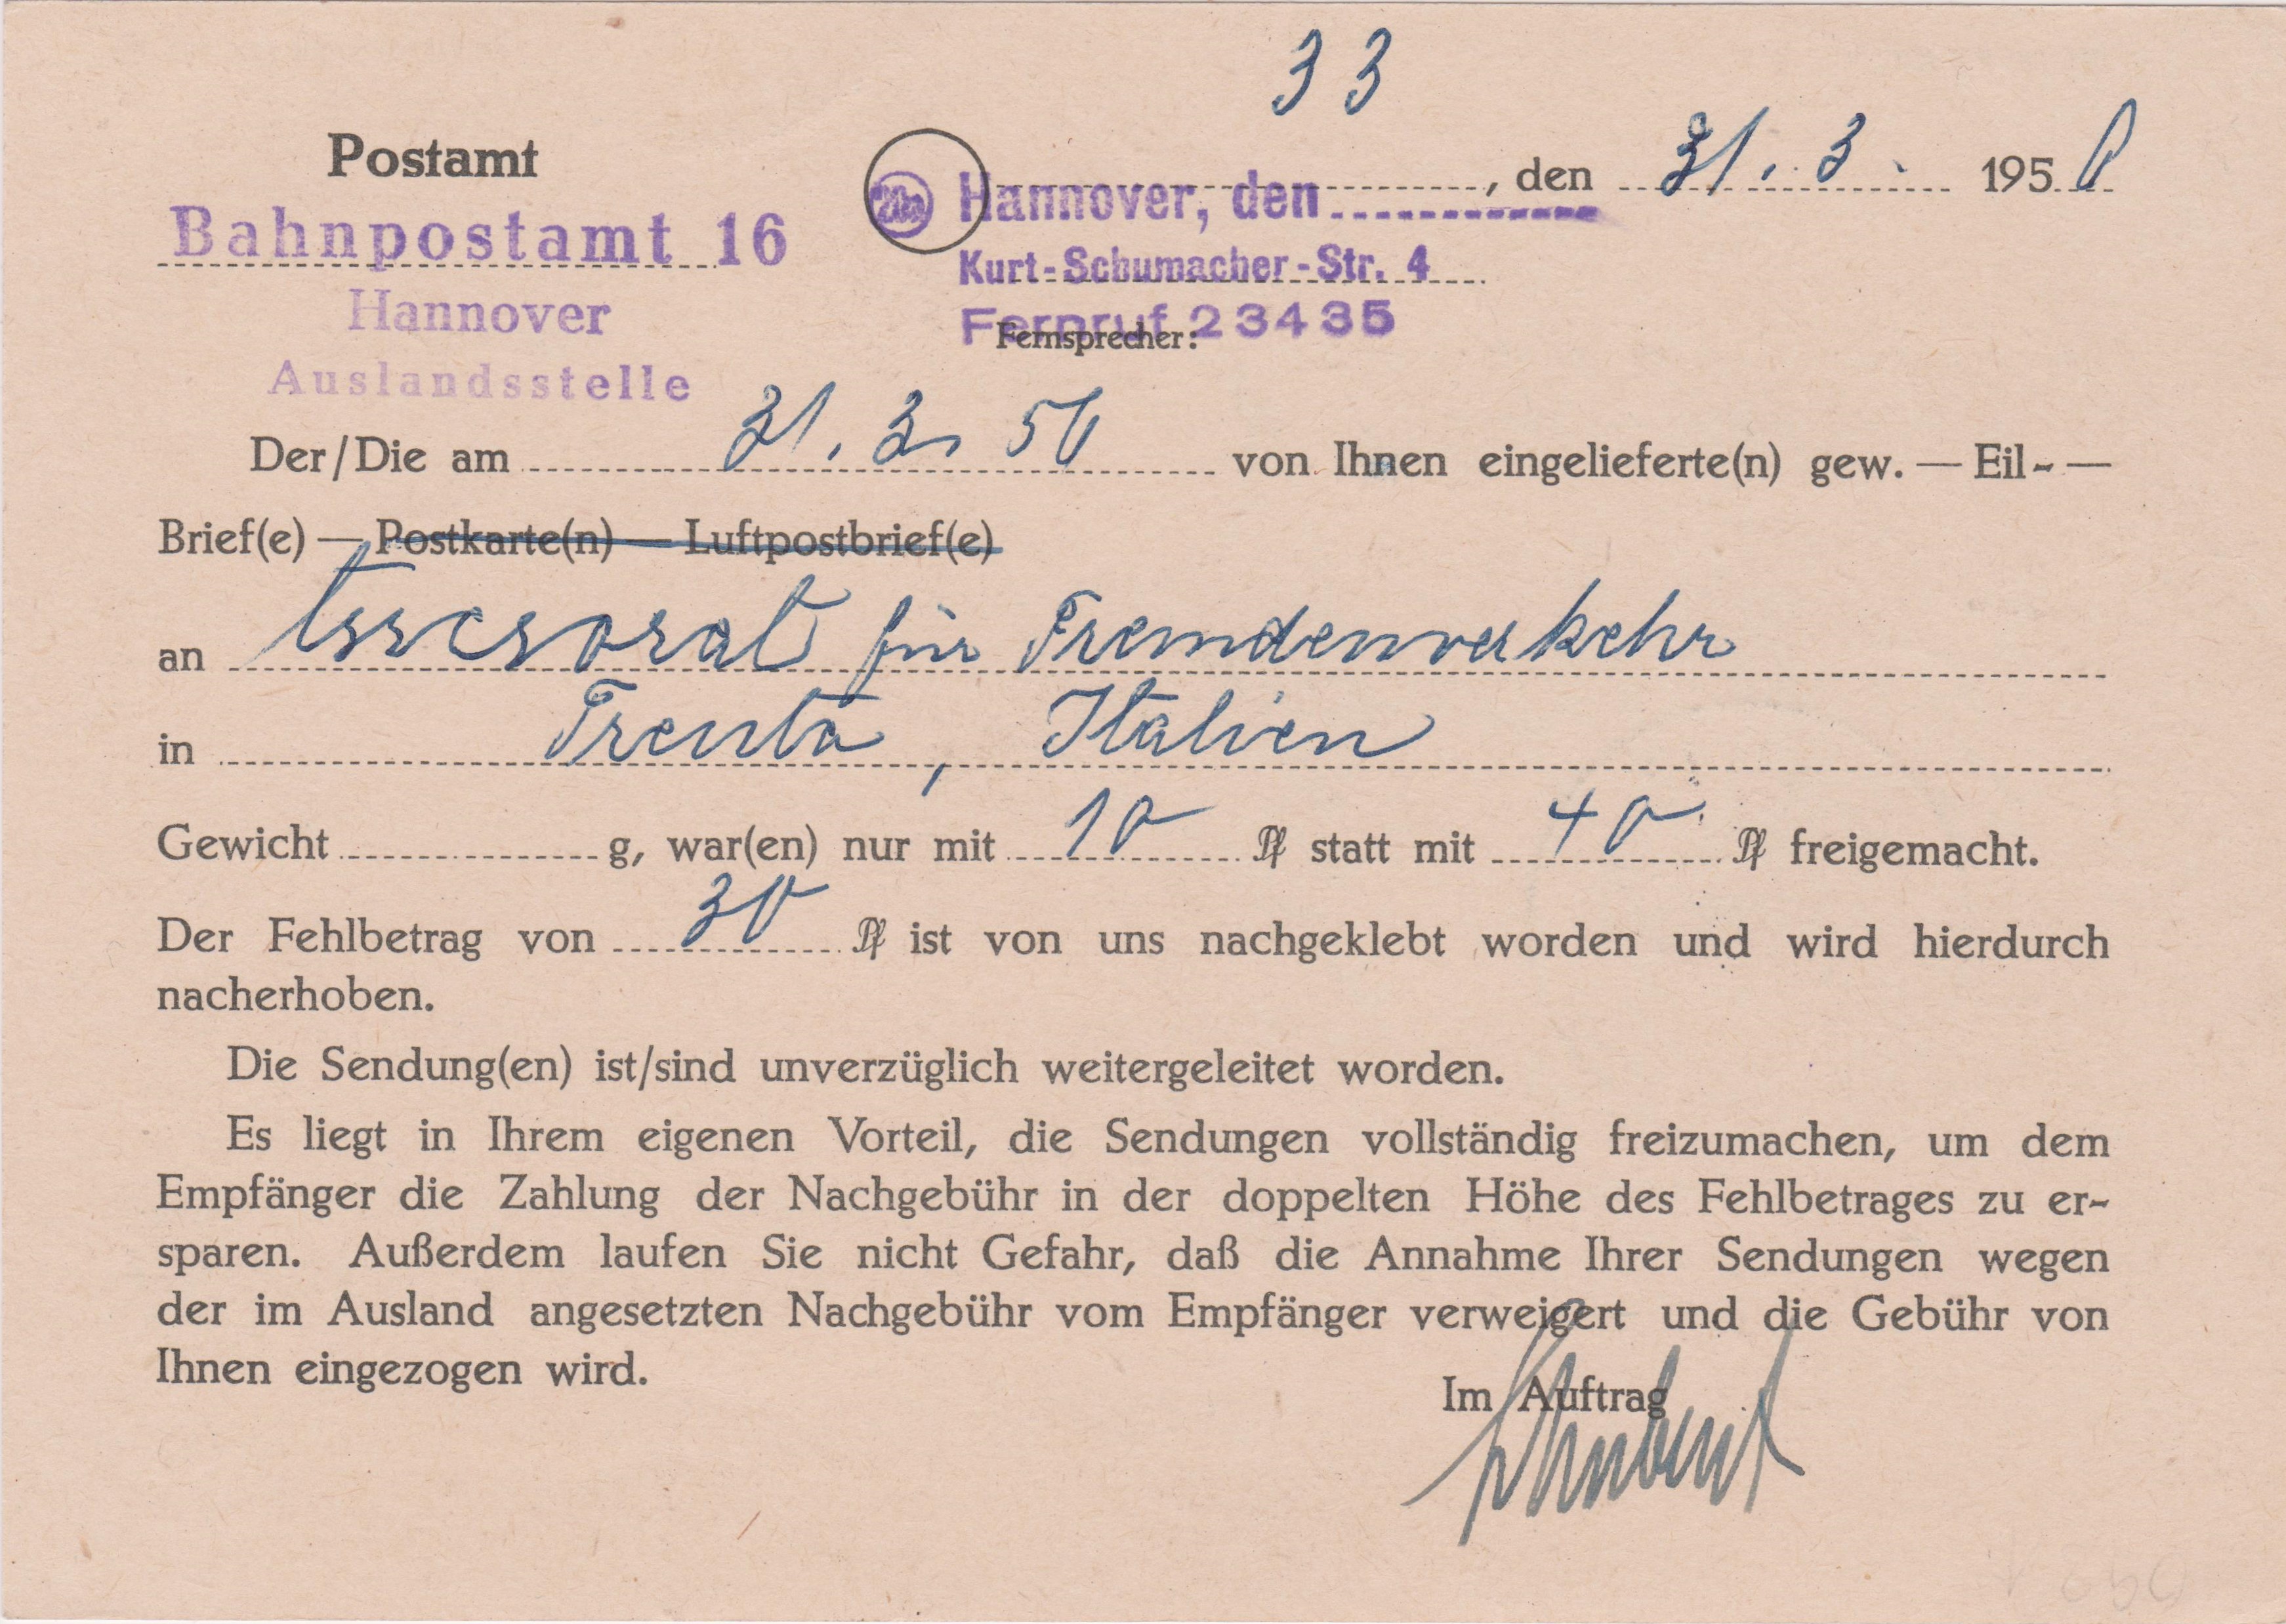 33
Postamt
, den 31. 3. 1956
20a Hannover, den
Bahnpostamt 16
Kurt-Schumacher-Str. 4
Hannover
Fernruf 23435
Fernsprecher:
Auslandsstelle
Der/Die am 31. 3. 56 von Ihnen eingelieferte(n) gew. — Eil- —
Brief(e) — Postkarte(n) — Luftpostbrief(e)
an für Fremdenverkehr
in Trento, Italien
Gewicht g, war(en) nur mit 10 Pf statt mit 40 Pf freigemacht.
Der Fehlbetrag von 30 Pf ist von uns nachgeklebt worden und wird hierdurch
nacherhoben.
Die Sendung(en) ist/sind unverzüglich weitergeleitet worden.
Es liegt in Ihrem eigenen Vorteil, die Sendungen vollständig freizumachen, um dem
Empfänger die Zahlung der Nachgebühr in der doppelten Höhe des Fehlbetrages zu er-
sparen. Außerdem laufen Sie nicht Gefahr, daß die Annahme Ihrer Sendungen wegen
der im Ausland angesetzten Nachgebühr vom Empfänger verweigert und die Gebühr von
Ihnen eingezogen wird.
Im Auftrag